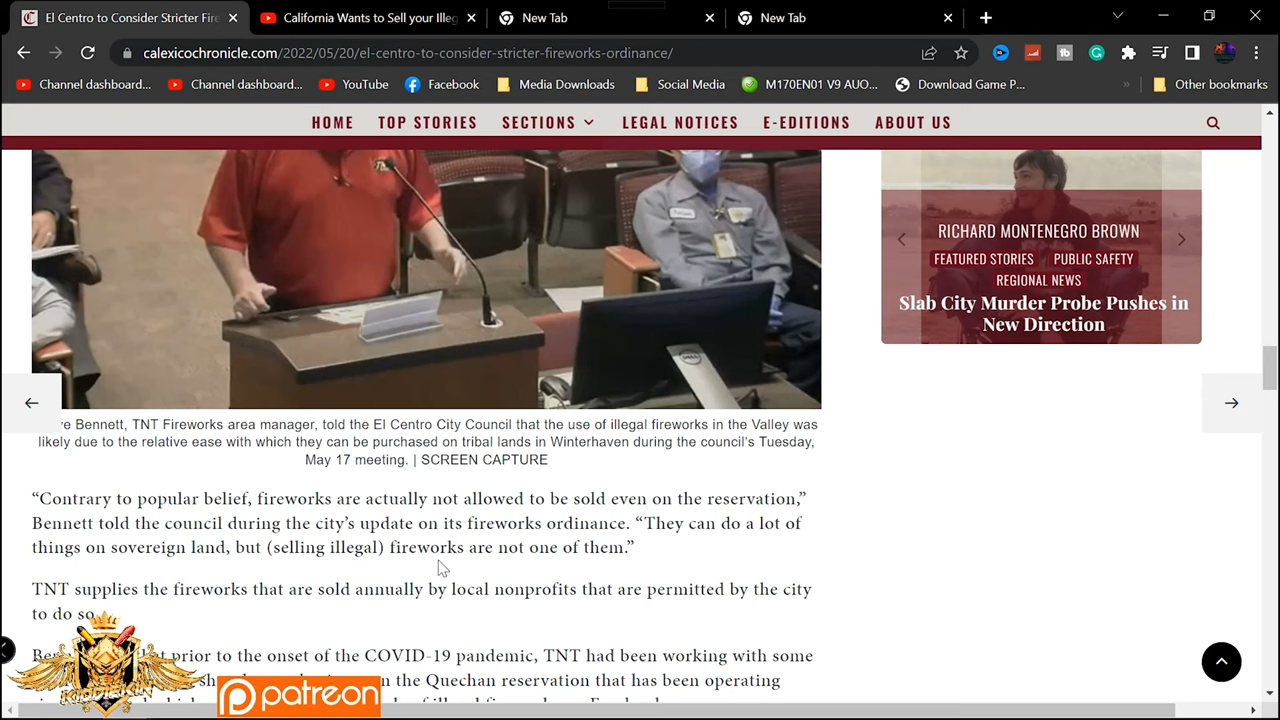 El Centro to Consider Stricter Fire
California Wants to Sell your Illeg
New Tab
New Tab
calexicochronicle.com/2022/05/20/el-centro-to-consider-stricter-fireworks-ordinance/
Channel dashboard...
Channel dashboard...
YouTube
Facebook
Media Downloads
Social Media
M170EN01 V9 AUO...
Download Game P...
»
Other bookmarks
HOME
TOP STORIES
SECTIONS
LEGAL NOTICES
E-EDITIONS
ABOUT US
RICHARD MONTENEGRO BROWN
FEATURED STORIES
PUBLIC SAFETY
REGIONAL NEWS
Slab City Murder Probe Pushes in
New Direction
DELL
Bennett, TNT Fireworks area manager, told the El Centro City Council that the use of illegal fireworks in the Valley was
likely due to the relative ease with which they can be purchased on tribal lands in Winterhaven during the council's Tuesday,
May 17 meeting. | SCREEN CAPTURE
“Contrary to popular belief, fireworks are actually not allowed to be sold even on the reservation,”
Bennett told the council during the city’s update on its fireworks ordinance. “They can do a lot of
things on sovereign land, but (selling illegal) fireworks are not one of them.”
TNT supplies the fireworks that are sold annually by local nonprofits that are permitted by the city
to do so
prior to the onset of the COVID-19 pandemic, TNT had been working with some
the Quechan reservation that has been operating
patreon